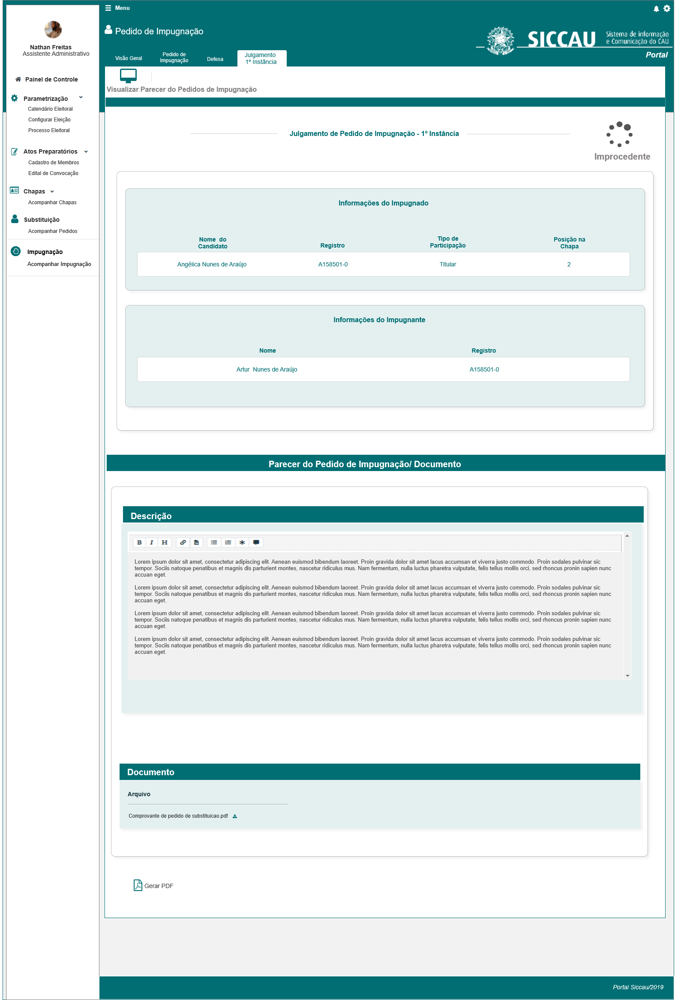 Menu
Nathan Freitas
Assistente Administrativo
Painel de Controle
Parametrização
Calendário Eleitoral
Configurar Eleição
Processo Eleitoral
Atos Preparatórios
Cadastro de Membros
Edital de Convocação
Chapas
Acompanhar Chapas
Substituição
Acompanhar Pedidos
Impugnação
Acompanhar Impugnação
Pedido de Impugnação
SICCAU
Sistema de informação
e Comunicação do CAU
Portal
Visão Geral
Pedido de
Impugnação
Defesa
Julgamento
1º Instância
Visualizar Parecer do Pedidos de Impugnação
Julgamento de Pedido de Impugnação - 1º Instância
Improcedente
Informações do Impugnado
Nome do
Candidato
Registro
Tipo de
Participação
Posição na
Chapa
Angélica Nunes de Araújo A158501-0 Titular 2
Informações do Impugnante
Nome Registro
Artur Nunes de Araújo A158501-0
Parecer do Pedido de Impugnação/ Documento
Descrição
B I H
Lorem ipsum dolor sit amet, consectetur adipiscing elit. Aenean euismod bibendum laoreet. Proin gravida dolor sit amet lacus accumsan et viverra justo commodo. Proin sodales pulvinar sic
tempor. Sociis natoque penatibus et magnis dis parturient montes, nascetur ridiculus mus. Nam fermentum, nulla luctus pharetra vulputate, felis tellus mollis orci, sed rhoncus pronin sapien nunc
accuan eget.
Lorem ipsum dolor sit amet, consectetur adipiscing elit. Aenean euismod bibendum laoreet. Proin gravida dolor sit amet lacus accumsan et viverra justo commodo. Proin sodales pulvinar sic
tempor. Sociis natoque penatibus et magnis dis parturient montes, nascetur ridiculus mus. Nam fermentum, nulla luctus pharetra vulputate, felis tellus mollis orci, sed rhoncus pronin sapien nunc
accuan eget.
Lorem ipsum dolor sit amet, consectetur adipiscing elit. Aenean euismod bibendum laoreet. Proin gravida dolor sit amet lacus accumsan et viverra justo commodo. Proin sodales pulvinar sic
tempor. Sociis natoque penatibus et magnis dis parturient montes, nascetur ridiculus mus. Nam fermentum, nulla luctus pharetra vulputate, felis tellus mollis orci, sed rhoncus pronin sapien nunc
accuan eget.
Lorem ipsum dolor sit amet, consectetur adipiscing elit. Aenean euismod bibendum laoreet. Proin gravida dolor sit amet lacus accumsan et viverra justo commodo. Proin sodales pulvinar sic
tempor. Sociis natoque penatibus et magnis dis parturient montes, nascetur ridiculus mus. Nam fermentum, nulla luctus pharetra vulputate, felis tellus mollis orci, sed rhoncus pronin sapien nunc
accuan eget.
Documento
Arquivo
Comprovante de pedido de substituicao.pdf
Gerar PDF
Portal Siccau/2019